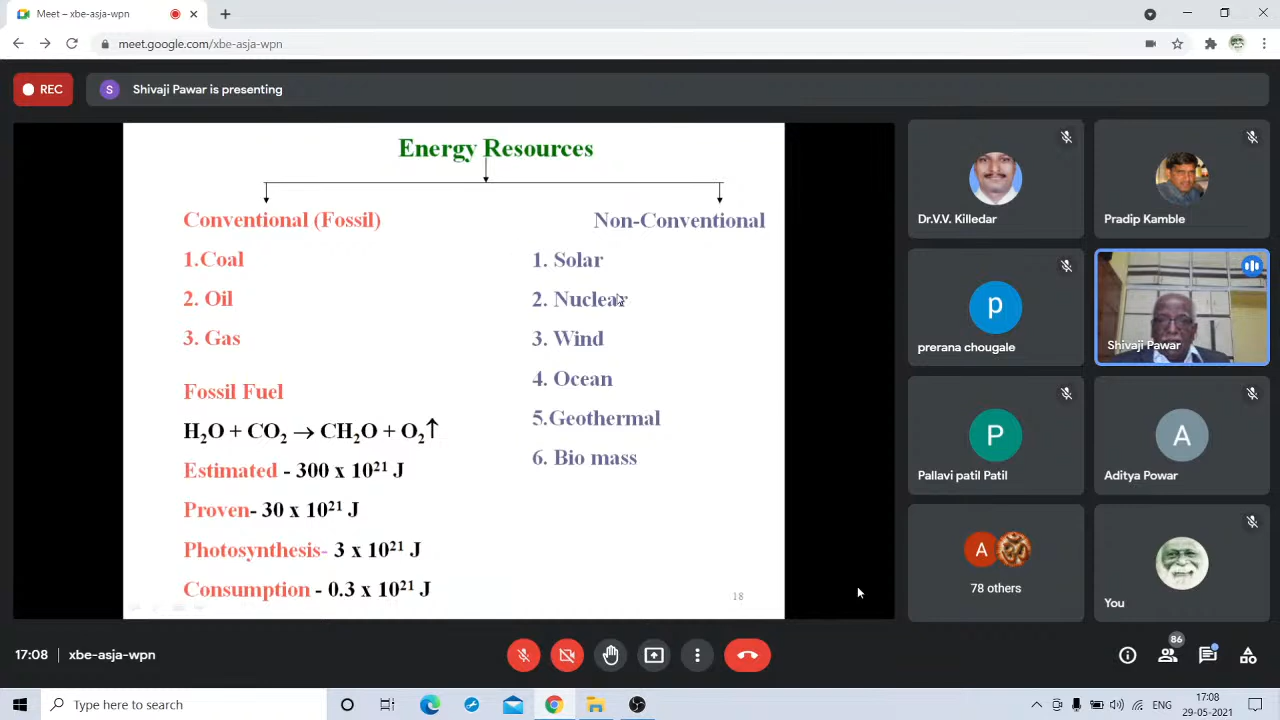 Meet – xbe-asja-wpn
meet.google.com/xbe-asja-wpn
REC
S
Shivaji Pawar is presenting
Energy Resources
Conventional (Fossil)
Non-Conventional
1.Coal
1. Solar
2. Oil
2. Nuclear
3. Gas
3. Wind
4. Ocean
Fossil Fuel
5.Geothermal
H₂O + CO₂ → CH₂O + O₂↑
6. Bio mass
Estimated - 300 x 10²¹ J
Proven- 30 x 10²¹ J
Photosynthesis- 3 x 10²¹ J
Consumption - 0.3 x 10²¹ J
18
Dr.V.V. Killedar
Pradip Kamble
p
prerana chougale
Shivaji Pawar
P
Pallavi patil Patil
A
Aditya Powar
A
78 others
You
17:08 | xbe-asja-wpn
86
Type here to search
ENG
17:08
29-05-2021